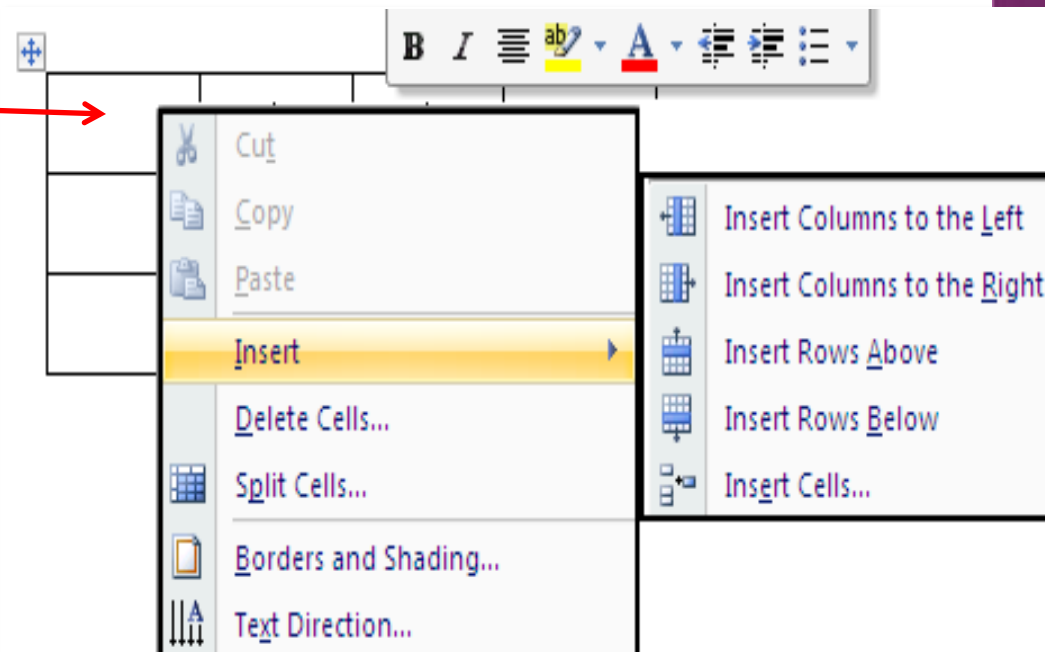 B I ab A
Cut
Copy
Paste
Insert
Delete Cells...
Split Cells...
Borders and Shading...
Text Direction...
Insert Columns to the Left
Insert Columns to the Right
Insert Rows Above
Insert Rows Below
Insert Cells...